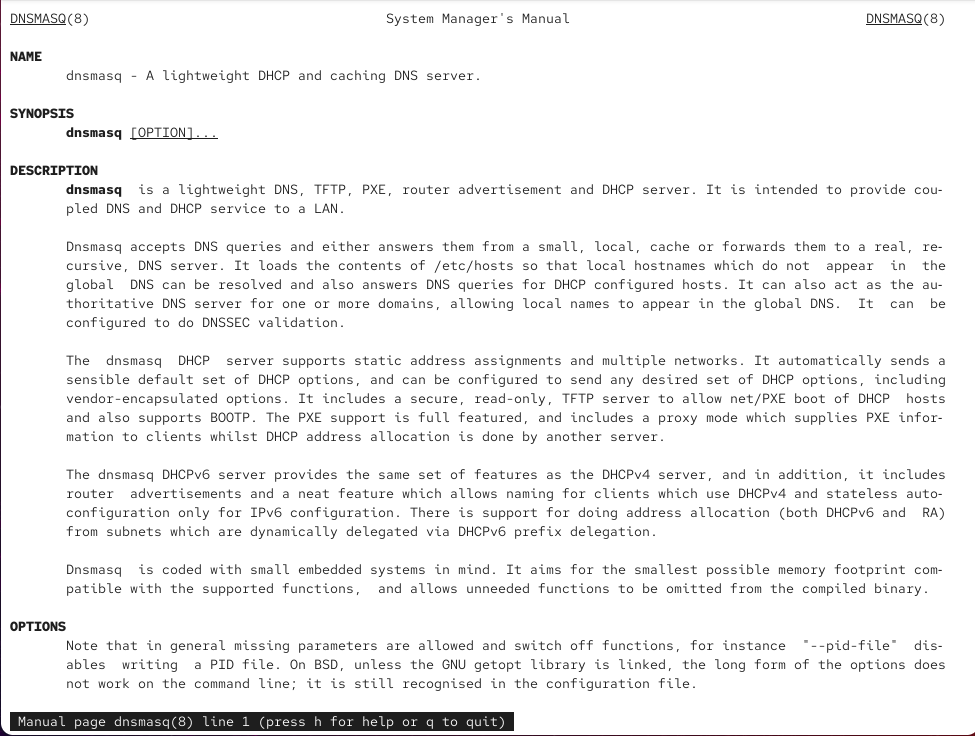 DNSMASQ(8) System Manager's Manual DNSMASQ(8)
NAME
dnsmasq - A lightweight DHCP and caching DNS server.
SYNOPSIS
dnsmasq [OPTION]...
DESCRIPTION
dnsmasq is a lightweight DNS, TFTP, PXE, router advertisement and DHCP server. It is intended to provide cou-
pled DNS and DHCP service to a LAN.
Dnsmasq accepts DNS queries and either answers them from a small, local, cache or forwards them to a real, re-
cursive, DNS server. It loads the contents of /etc/hosts so that local hostnames which do not appear in the
global DNS can be resolved and also answers DNS queries for DHCP configured hosts. It can also act as the au-
thoritative DNS server for one or more domains, allowing local names to appear in the global DNS. It can be
configured to do DNSSEC validation.
The dnsmasq DHCP server supports static address assignments and multiple networks. It automatically sends a
sensible default set of DHCP options, and can be configured to send any desired set of DHCP options, including
vendor-encapsulated options. It includes a secure, read-only, TFTP server to allow net/PXE boot of DHCP hosts
and also supports BOOTP. The PXE support is full featured, and includes a proxy mode which supplies PXE infor-
mation to clients whilst DHCP address allocation is done by another server.
The dnsmasq DHCPv6 server provides the same set of features as the DHCPv4 server, and in addition, it includes
router advertisements and a neat feature which allows naming for clients which use DHCPv4 and stateless auto-
configuration only for IPv6 configuration. There is support for doing address allocation (both DHCPv6 and RA)
from subnets which are dynamically delegated via DHCPv6 prefix delegation.
Dnsmasq is coded with small embedded systems in mind. It aims for the smallest possible memory footprint com-
patible with the supported functions, and allows unneeded functions to be omitted from the compiled binary.
OPTIONS
Note that in general missing parameters are allowed and switch off functions, for instance "--pid-file" dis-
ables writing a PID file. On BSD, unless the GNU getopt library is linked, the long form of the options does
not work on the command line; it is still recognised in the configuration file.
Manual page dnsmasq(8) line 1 (press h for help or q to quit)